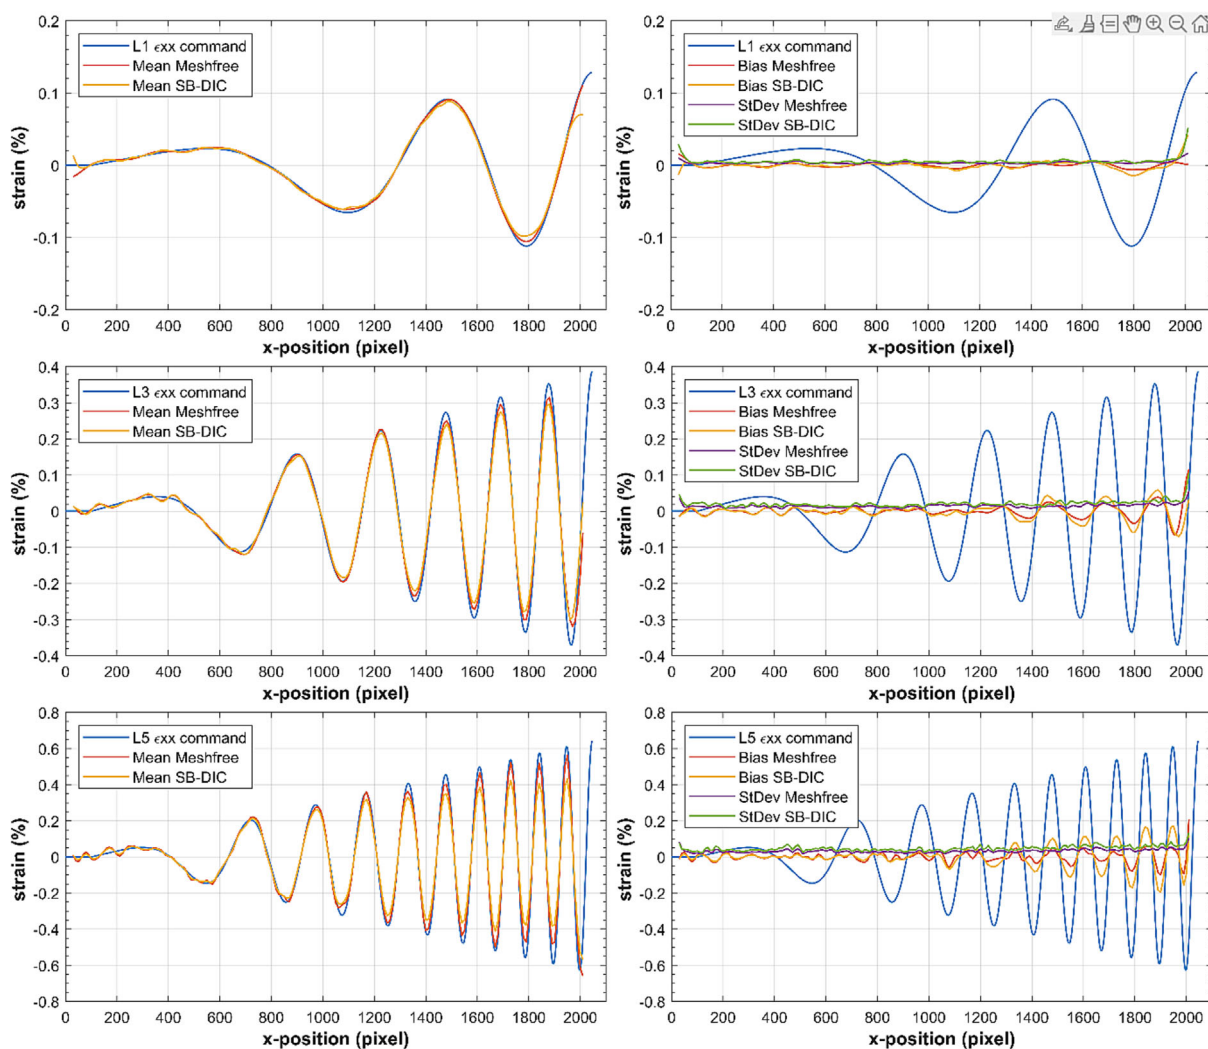 0.2
0.1
0
-0.1
-0.2
strain (%)
L1 ϵxx command
Mean Meshfree
Mean SB-DIC
0 200 400 600 800 1000 1200 1400 1600 1800 2000
x-position (pixel)
0.2
0.1
0
-0.1
-0.2
strain (%)
L1 ϵxx command
Bias Meshfree
Bias SB-DIC
StDev Meshfree
StDev SB-DIC
0 200 400 600 800 1000 1200 1400 1600 1800 2000
x-position (pixel)
0.4
0.3
0.2
0.1
0
-0.1
-0.2
-0.3
-0.4
strain (%)
L3 ϵxx command
Mean Meshfree
Mean SB-DIC
0 200 400 600 800 1000 1200 1400 1600 1800 2000
x-position (pixel)
0.4
0.3
0.2
0.1
0
-0.1
-0.2
-0.3
-0.4
strain (%)
L3 ϵxx command
Bias Meshfree
Bias SB-DIC
StDev Meshfree
StDev SB-DIC
0 200 400 600 800 1000 1200 1400 1600 1800 2000
x-position (pixel)
0.8
0.6
0.4
0.2
0
-0.2
-0.4
-0.6
-0.8
strain (%)
L5 ϵxx command
Mean Meshfree
Mean SB-DIC
0 200 400 600 800 1000 1200 1400 1600 1800 2000
x-position (pixel)
0.8
0.6
0.4
0.2
0
-0.2
-0.4
-0.6
-0.8
strain (%)
L5 ϵxx command
Bias Meshfree
Bias SB-DIC
StDev Meshfree
StDev SB-DIC
0 200 400 600 800 1000 1200 1400 1600 1800 2000
x-position (pixel)